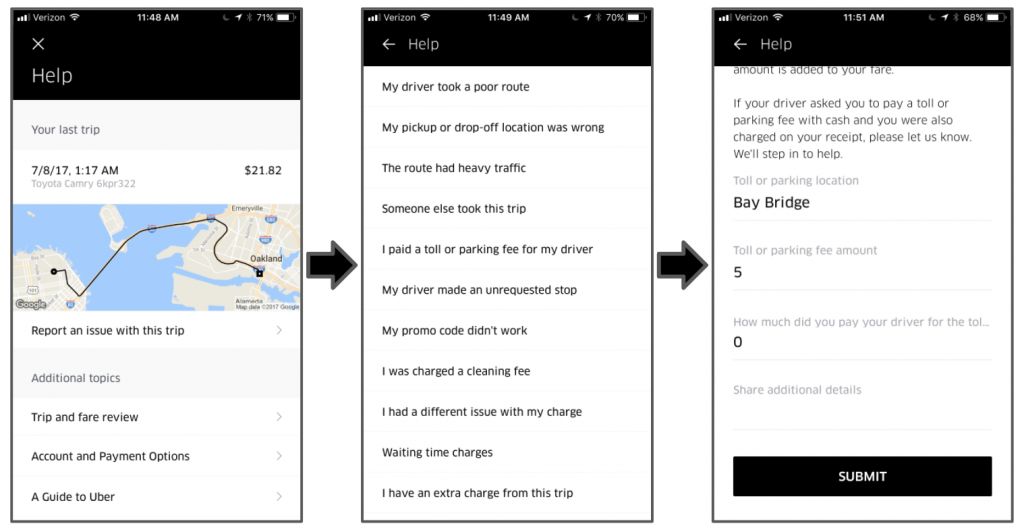 Verizon 11:48 AM 71%
Help
Your last trip
7/8/17, 1:17 AM $21.82
Toyota Camry 6kpr322
Emeryville
Oakland
101
Alameda
Google
Map data ©2017 Google
Report an issue with this trip
Additional topics
Trip and fare review
Account and Payment Options
A Guide to Uber
Verizon 11:49 AM 70%
Help
My driver took a poor route
My pickup or drop-off location was wrong
The route had heavy traffic
Someone else took this trip
I paid a toll or parking fee for my driver
My driver made an unrequested stop
My promo code didn't work
I was charged a cleaning fee
I had a different issue with my charge
Waiting time charges
I have an extra charge from this trip
Verizon 11:51 AM 68%
Help
amount is added to your fare.
If your driver asked you to pay a toll or
parking fee with cash and you were also
charged on your receipt, please let us know.
We'll step in to help.
Toll or parking location
Bay Bridge
Toll or parking fee amount
5
How much did you pay your driver for the tol...
0
Share additional details
SUBMIT